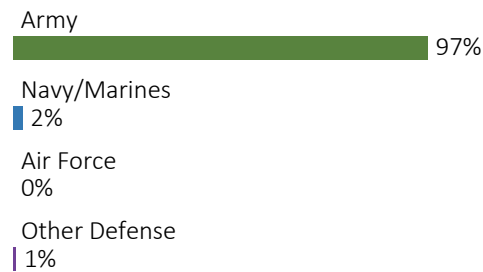 Army
97%
Navy/Marines
2%
Air Force
0%
Other Defense
1%